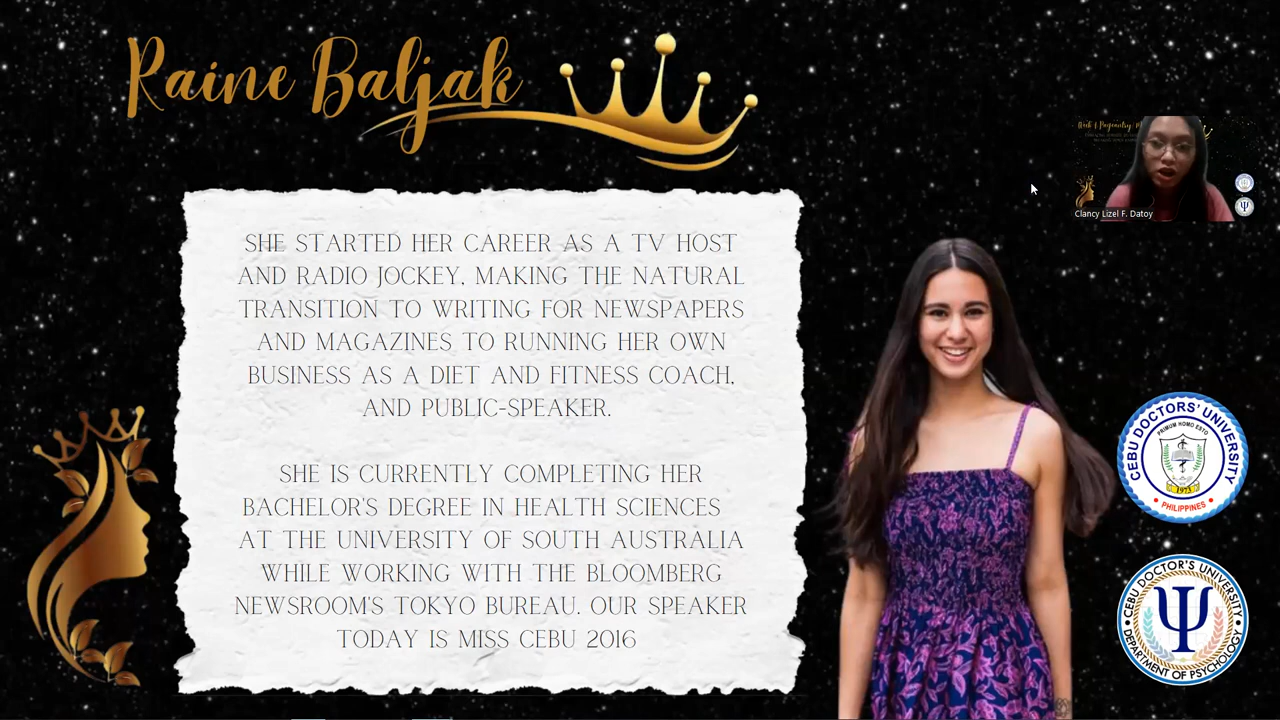 Raine Baljak
SHE STARTED HER CAREER AS A TV HOST
AND RADIO JOCKEY, MAKING THE NATURAL
TRANSITION TO WRITING FOR NEWSPAPERS
AND MAGAZINES TO RUNNING HER OWN
BUSINESS AS A DIET AND FITNESS COACH,
AND PUBLIC-SPEAKER.
SHE IS CURRENTLY COMPLETING HER
BACHELOR'S DEGREE IN HEALTH SCIENCES
AT THE UNIVERSITY OF SOUTH AUSTRALIA
WHILE WORKING WITH THE BLOOMBERG
NEWSROOM'S TOKYO BUREAU. OUR SPEAKER
TODAY IS MISS CEBU 2016
Clancy Lizel F. Datoy
CEBU DOCTORS' UNIVERSITY
PRIMUM HOMO ESTO
1975
PHILIPPINES
CEBU DOCTOR'S UNIVERSITY
Ψ
DEPARTMENT OF PSYCHOLOGY